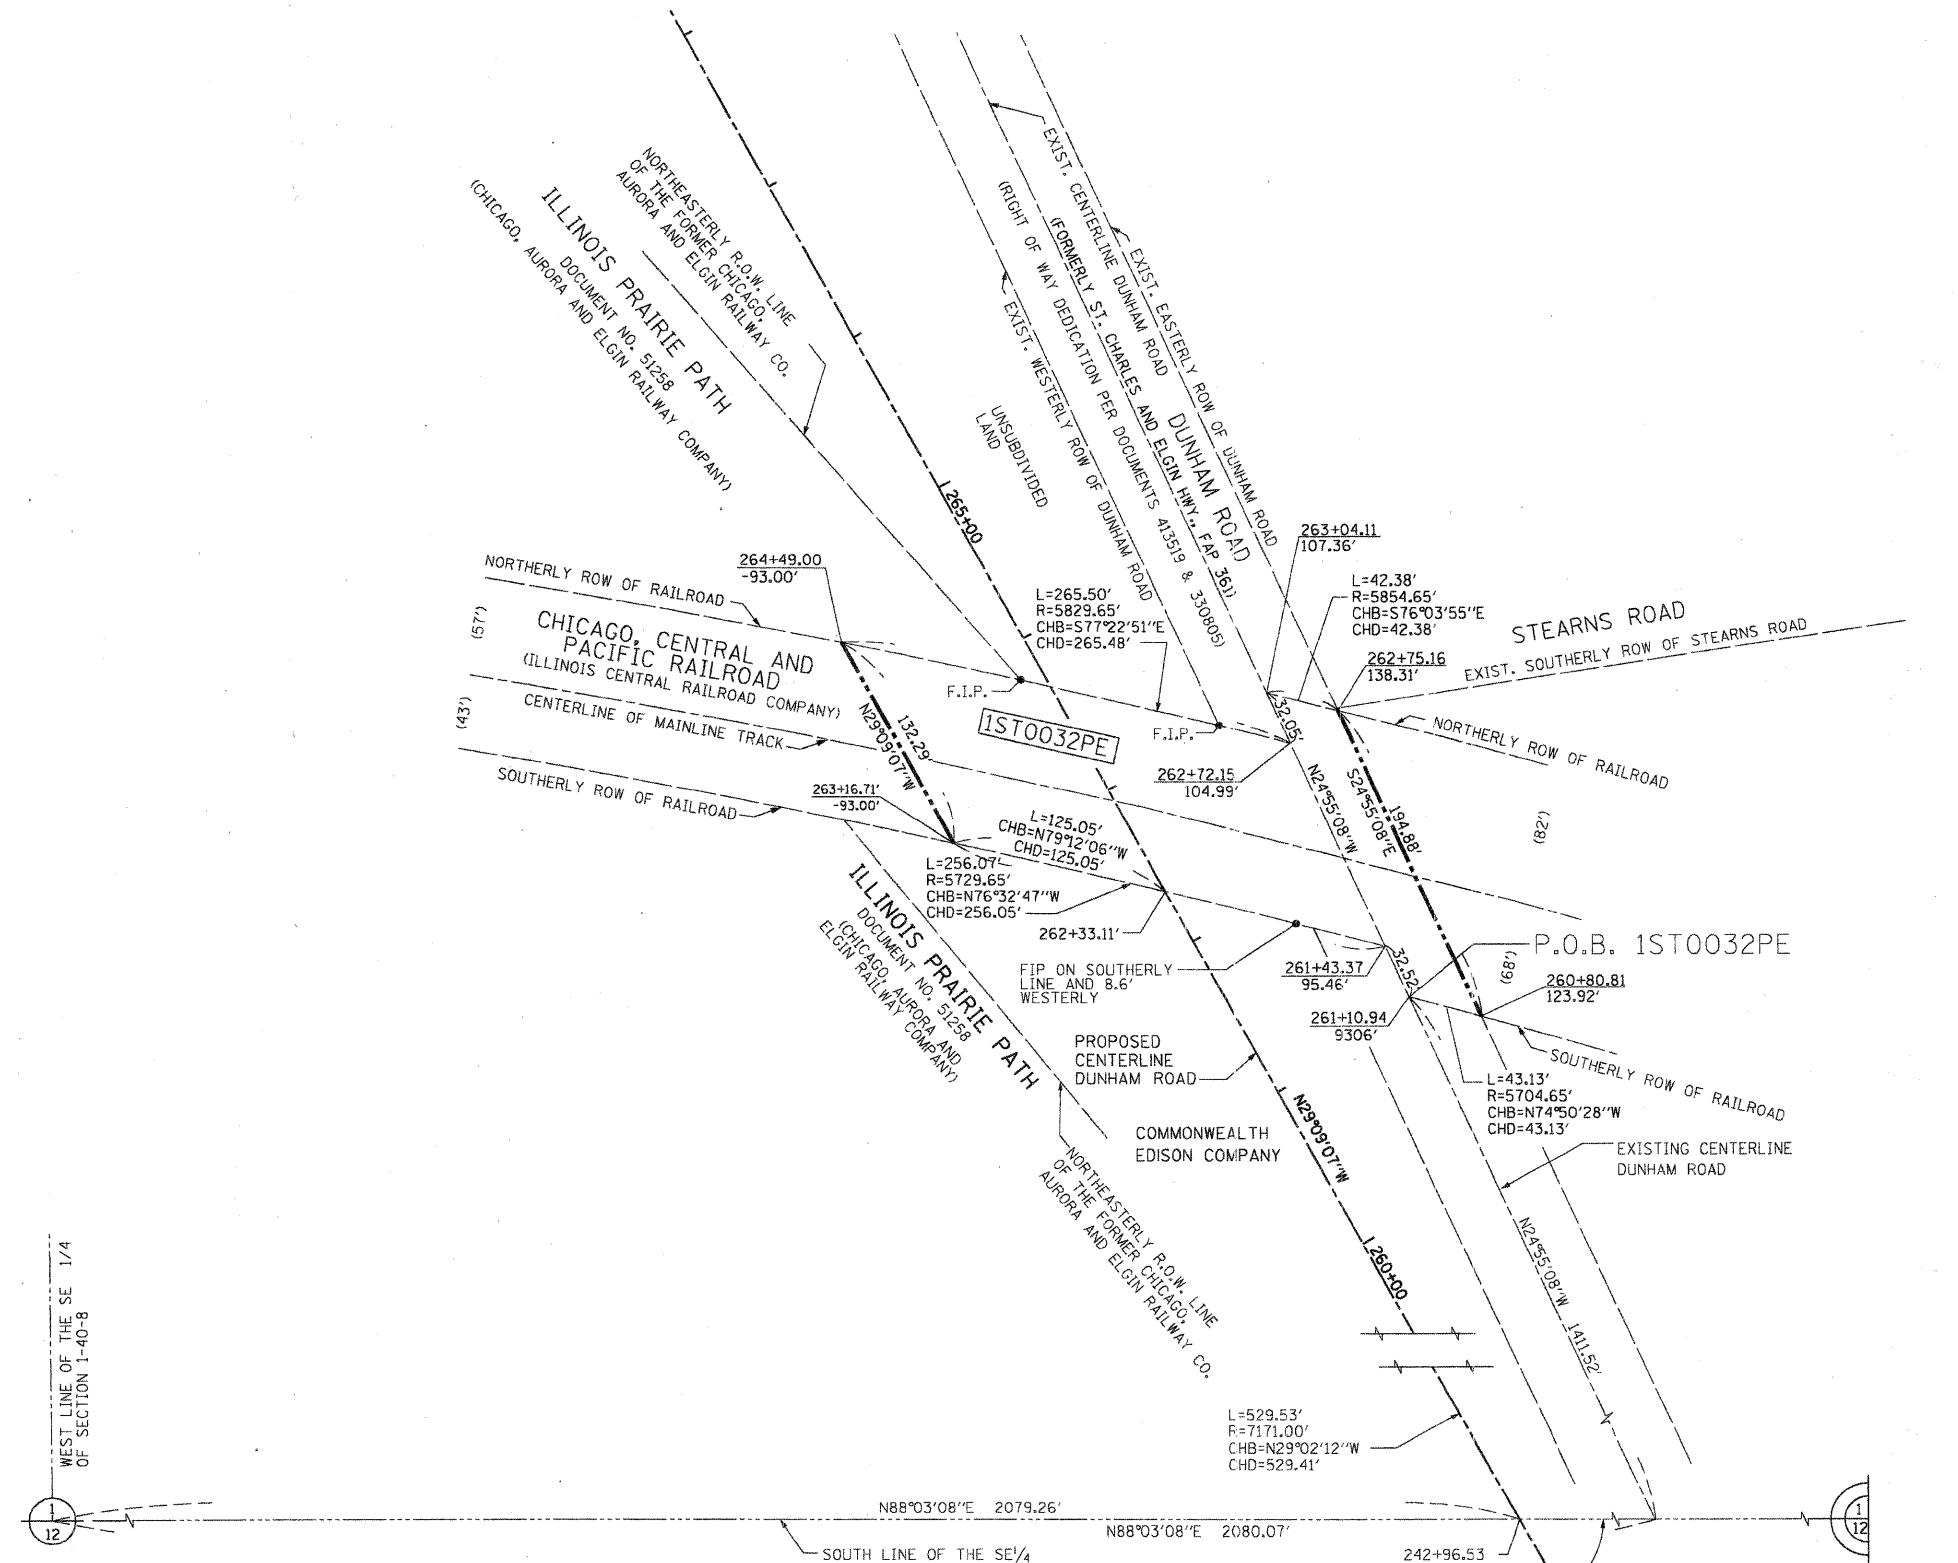 NORTHEASTERLY R.O.W. LINE
OF THE FORMER CHICAGO,
AURORA AND ELGIN RAILWAY CO.
ILLINOIS PRAIRIE PATH
DOCUMENT NO. 51258
(CHICAGO, AURORA AND ELGIN RAILWAY COMPANY)
EXIST. CENTERLINE DUNHAM ROAD
EXIST. EASTERLY ROW OF DUNHAM ROAD
DUNHAM ROAD
(FORMERLY ST. CHARLES AND ELGIN HWY., FAP 361)
(RIGHT OF WAY DEDICATION PER DOCUMENTS 413519 & 330805)
EXIST. WESTERLY ROW OF DUNHAM ROAD
UNSUBDIVIDED
LAND
265+00
263+04.11
107.36'
264+49.00
-93.00'
NORTHERLY ROW OF RAILROAD
(57')
CHICAGO, CENTRAL AND
PACIFIC RAILROAD
(ILLINOIS CENTRAL RAILROAD COMPANY)
CENTERLINE OF MAINLINE TRACK
(43')
SOUTHERLY ROW OF RAILROAD
L=265.50'
R=5829.65'
CHB=S77°22'51"E
CHD=265.48'
L=42.38'
R=5854.65'
CHB=S76°03'55"E
CHD=42.38'
STEARNS ROAD
EXIST. SOUTHERLY ROW OF STEARNS ROAD
262+75.16
138.31'
NORTHERLY ROW OF RAILROAD
F.I.P.
F.I.P.
1ST0032PE
132.29'
N29°09'07"W
32.05'
262+72.15
104.99'
263+16.71'
-93.00'
N24°55'08"W
194.88'
S24°55'08"E
(82')
L=125.05'
CHB=N79°12'06"W
CHD=125.05'
L=256.07'
R=5729.65'
CHB=N76°32'47"W
CHD=256.05'
262+33.11'
ILLINOIS PRAIRIE PATH
DOCUMENT NO. 51258
(CHICAGO, AURORA AND
ELGIN RAILWAY COMPANY)
FIP ON SOUTHERLY
LINE AND 8.6'
WESTERLY
261+43.37
95.46'
32.52'
P.O.B. 1ST0032PE
(68')
260+80.81
123.92'
261+10.94
9306'
PROPOSED
CENTERLINE
DUNHAM ROAD
SOUTHERLY ROW OF RAILROAD
L=43.13'
R=5704.65'
CHB=N74°50'28"W
CHD=43.13'
COMMONWEALTH
EDISON COMPANY
N29°09'07"W
EXISTING CENTERLINE
DUNHAM ROAD
NORTHEASTERLY R.O.W. LINE
OF THE FORMER CHICAGO,
AURORA AND ELGIN RAILWAY CO.
260+00
N24°55'08"W 1411.52'
WEST LINE OF THE SE 1/4
OF SECTION 1-40-8
L=529.53'
R=7171.00'
CHB=N29°02'12"W
CHD=529.41'
1
12
N88°03'08"E 2079.26'
N88°03'08"E 2080.07'
1
12
SOUTH LINE OF THE SE1/4
242+96.53